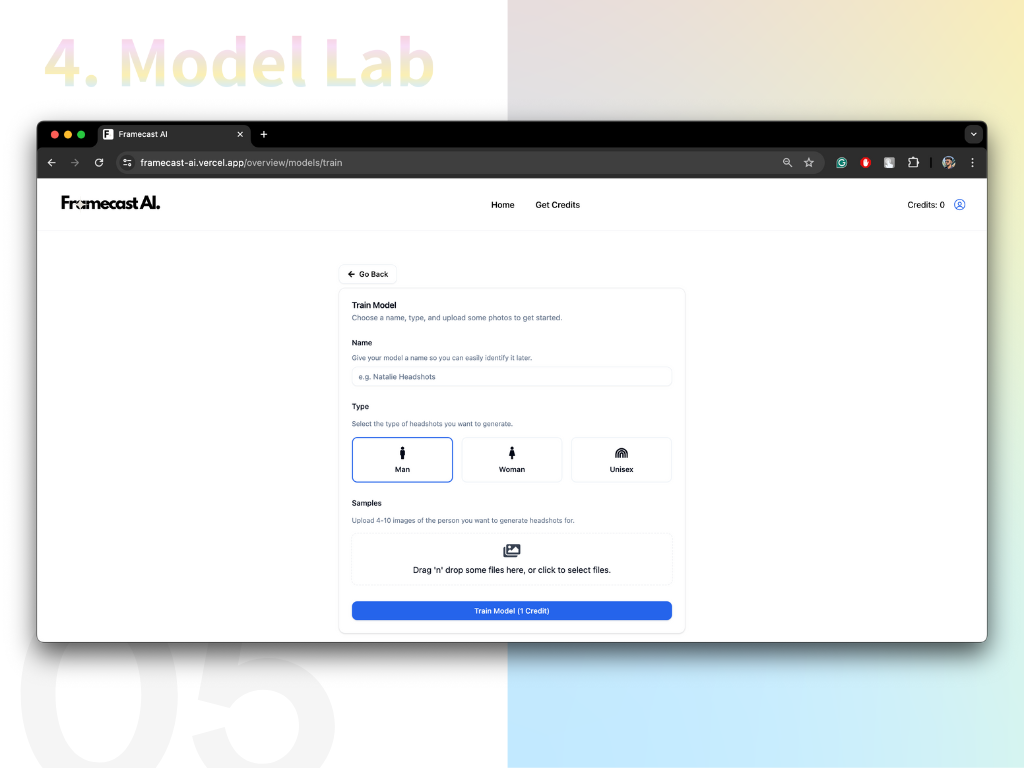 4. Model Lab
Framecast AI
framecast-ai.vercel.app/overview/models/train
Framecast AI.
Home
Get Credits
Credits: 0
Go Back
Train Model
Choose a name, type, and upload some photos to get started.
Name
Give your model a name so you can easily identify it later.
e.g. Natalie Headshots
Type
Select the type of headshots you want to generate.
Man
Woman
Unisex
Samples
Upload 4-10 images of the person you want to generate headshots for.
Drag 'n' drop some files here, or click to select files.
Train Model (1 Credit)
05